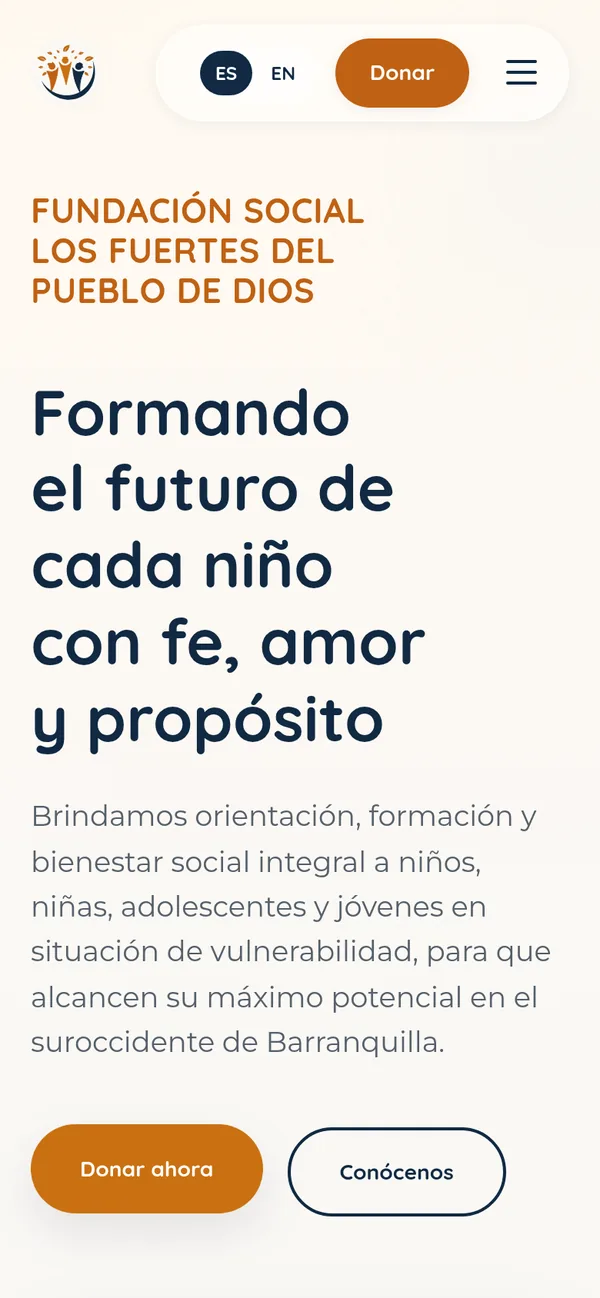 ES
EN
Donar
FUNDACIÓN SOCIAL
LOS FUERTES DEL
PUEBLO DE DIOS
Formando
el futuro de
cada niño
con fe, amor
y propósito
Brindamos orientación, formación y
bienestar social integral a niños,
niñas, adolescentes y jóvenes en
situación de vulnerabilidad, para que
alcancen su máximo potencial en el
suroccidente de Barranquilla.
Donar ahora
Conócenos